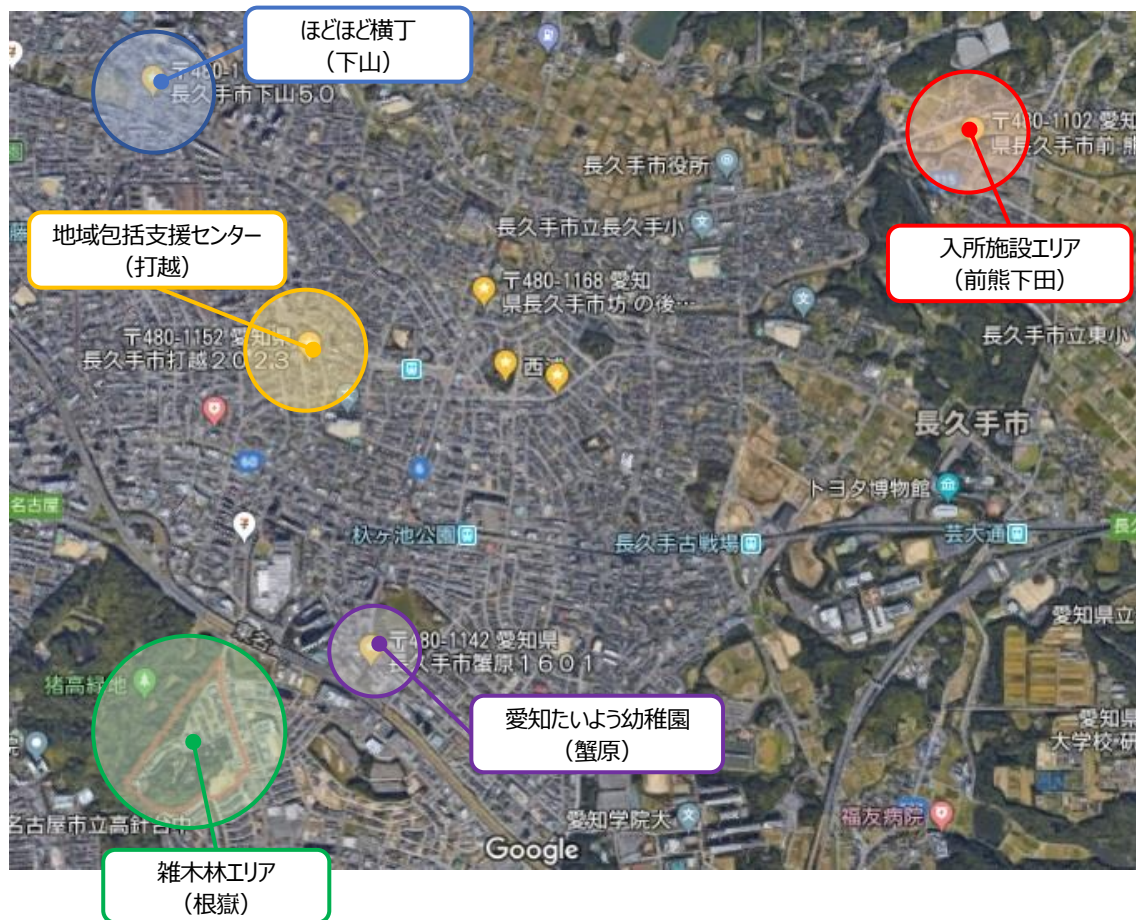 ほどほど横丁
(下山)
〒480-1
長久手市下山50
〒480-1102 愛知
県長久手市前 熊
長久手市役所
地域包括支援センター
(打越)
長久手市立長久手小
入所施設エリア
(前熊下田)
〒480-1168 愛知
県長久手市坊の後…
〒480-1152 愛知県
長久手市打越2023
長久手市立東小
西浦
長久手市
60
6
トヨタ博物館
名古屋
杁ヶ池公園
長久手古戦場
芸大通
愛知県立
〒480-1142 愛知県
長久手市蟹原1601
猪高緑地
愛知たいよう幼稚園
(蟹原)
愛知県
大学校・研
名古屋市立高針台中
愛知学院大
福友病院
Google
雑木林エリア
(根嶽)